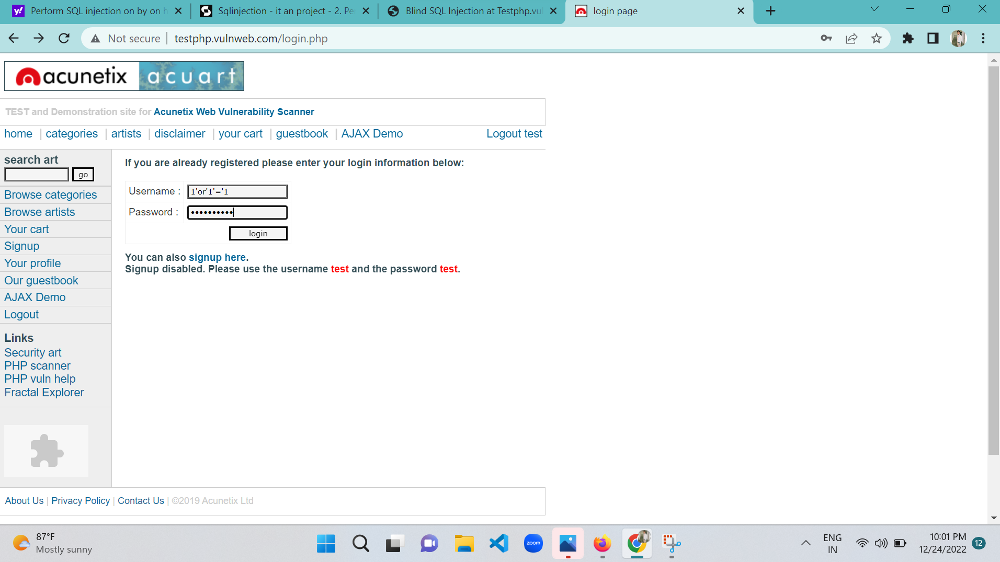 Perform SQL injection on by on h
Sqlinjection - it an project - 2. Pe
Blind SQL Injection at Testphp.vul
login page
Not secure
testphp.vulnweb.com/login.php
acunetix acuart
TEST and Demonstration site for Acunetix Web Vulnerability Scanner
home | categories | artists | disclaimer | your cart | guestbook | AJAX Demo
Logout test
search art
go
Browse categories
Browse artists
Your cart
Signup
Your profile
Our guestbook
AJAX Demo
Logout
Links
Security art
PHP scanner
PHP vuln help
Fractal Explorer
If you are already registered please enter your login information below:
Username : 1'or'1'='1
Password : ••••••••••
login
You can also signup here.
Signup disabled. Please use the username test and the password test.
About Us | Privacy Policy | Contact Us | ©2019 Acunetix Ltd
87°F
Mostly sunny
zoom
ENG
IN
10:01 PM
12/24/2022
12